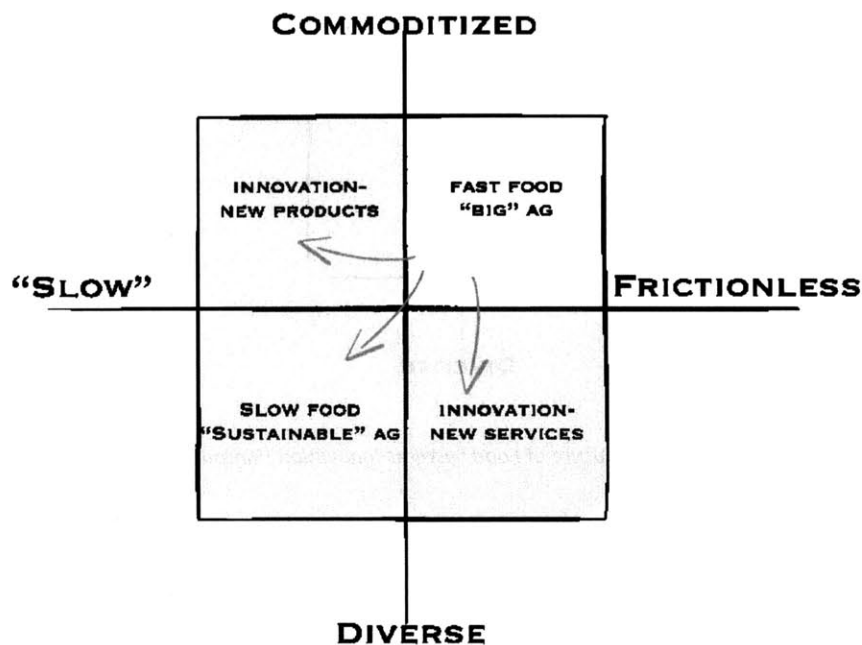 COMMODITIZED
INNOVATION-
NEW PRODUCTS
FAST FOOD
"BIG" AG
"SLOW"
FRICTIONLESS
SLOW FOOD
"SUSTAINABLE" AG
INNOVATION-
NEW SERVICES
DIVERSE